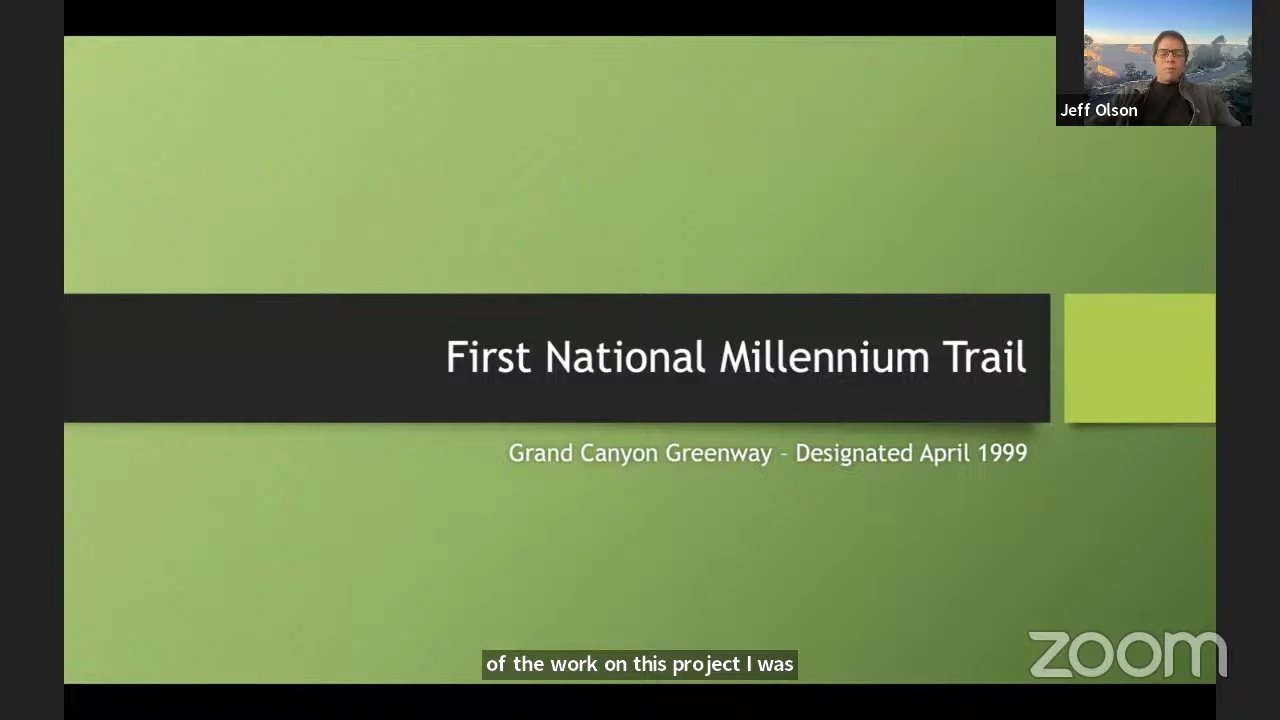 Jeff Olson
First National Millennium Trail
Grand Canyon Greenway – Designated April 1999
of the work on this project I was
zoom